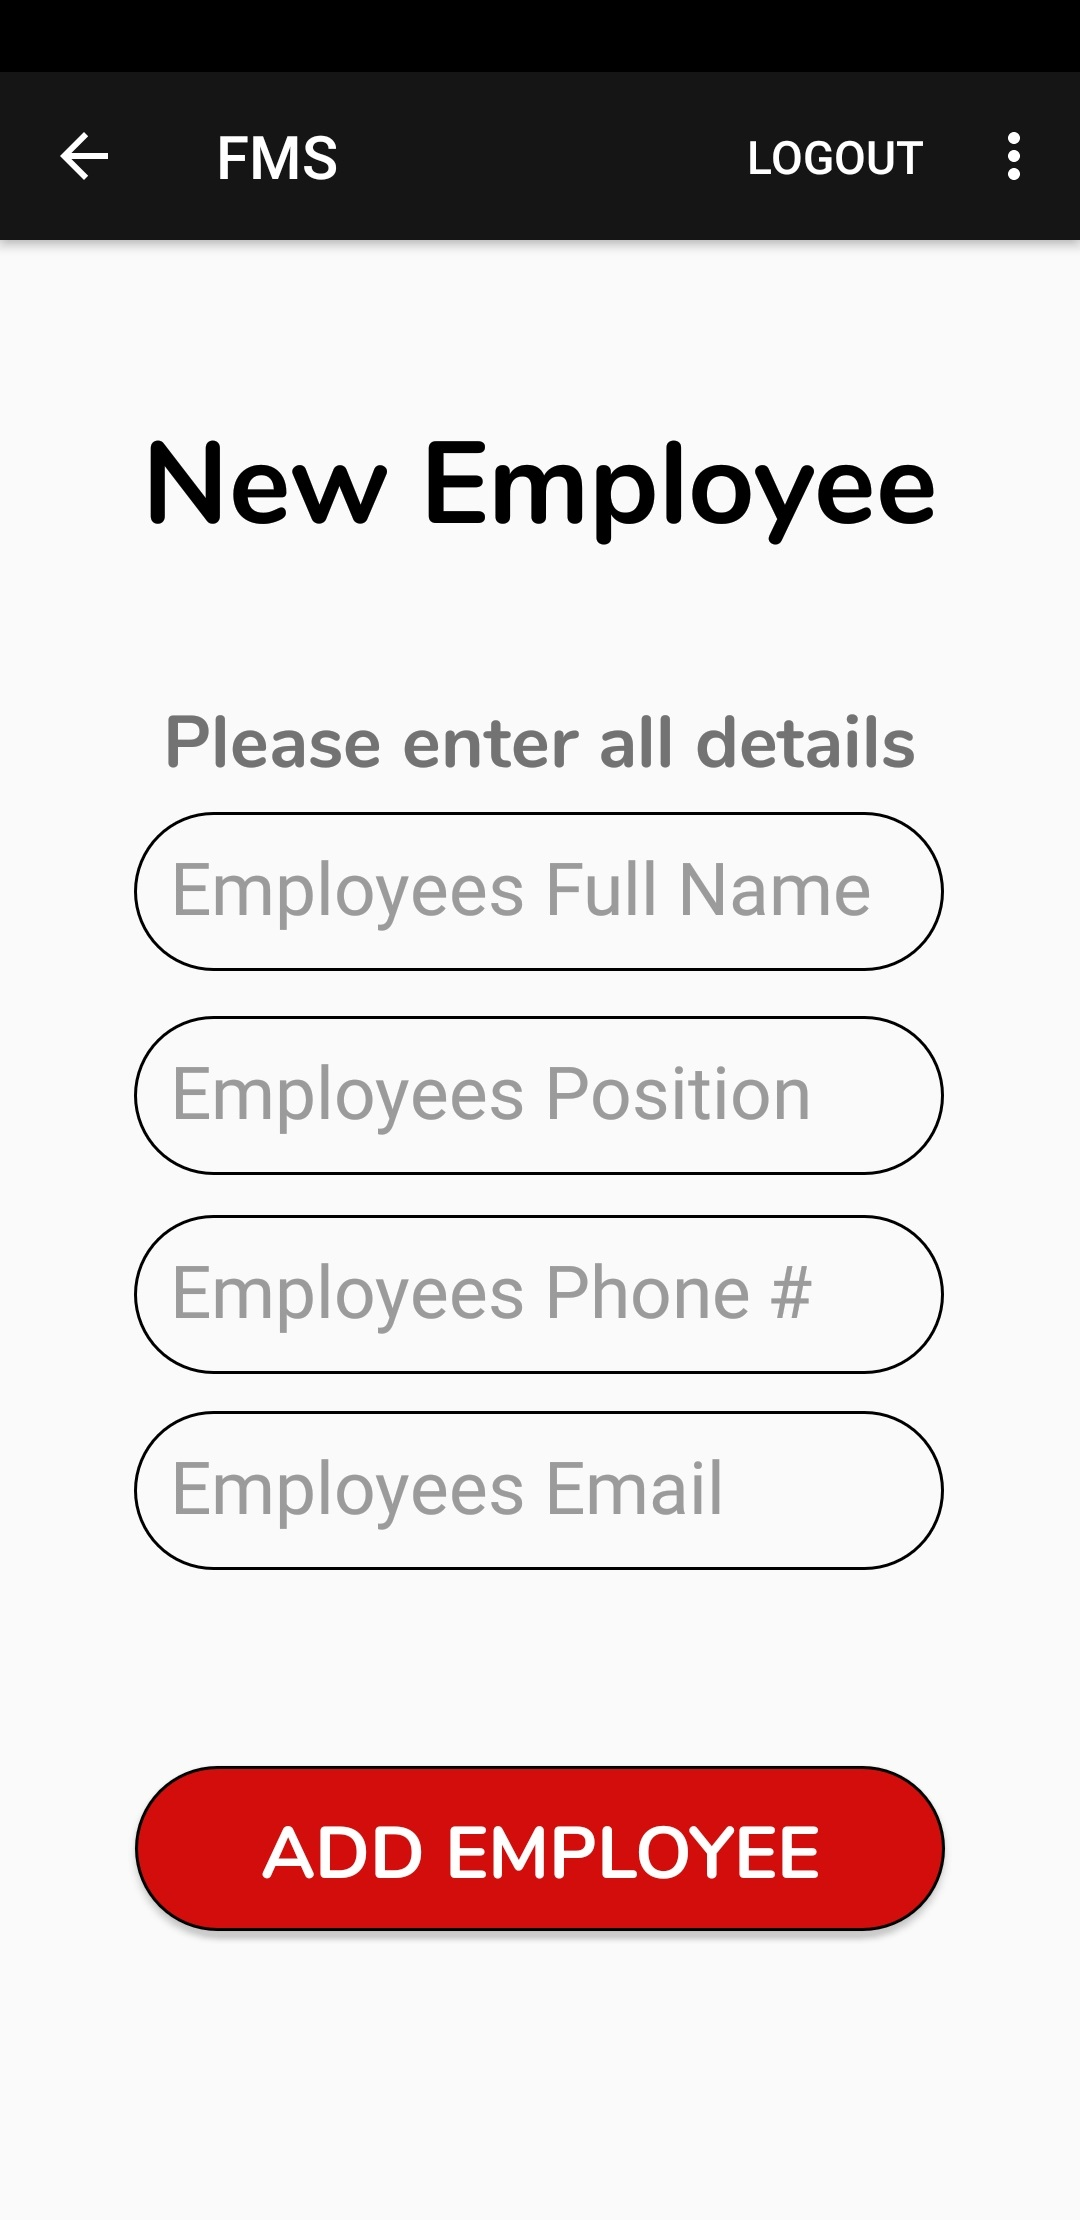 FMS LOGOUT
New Employee
Please enter all details
Employees Full Name
Employees Position
Employees Phone #
Employees Email
ADD EMPLOYEE